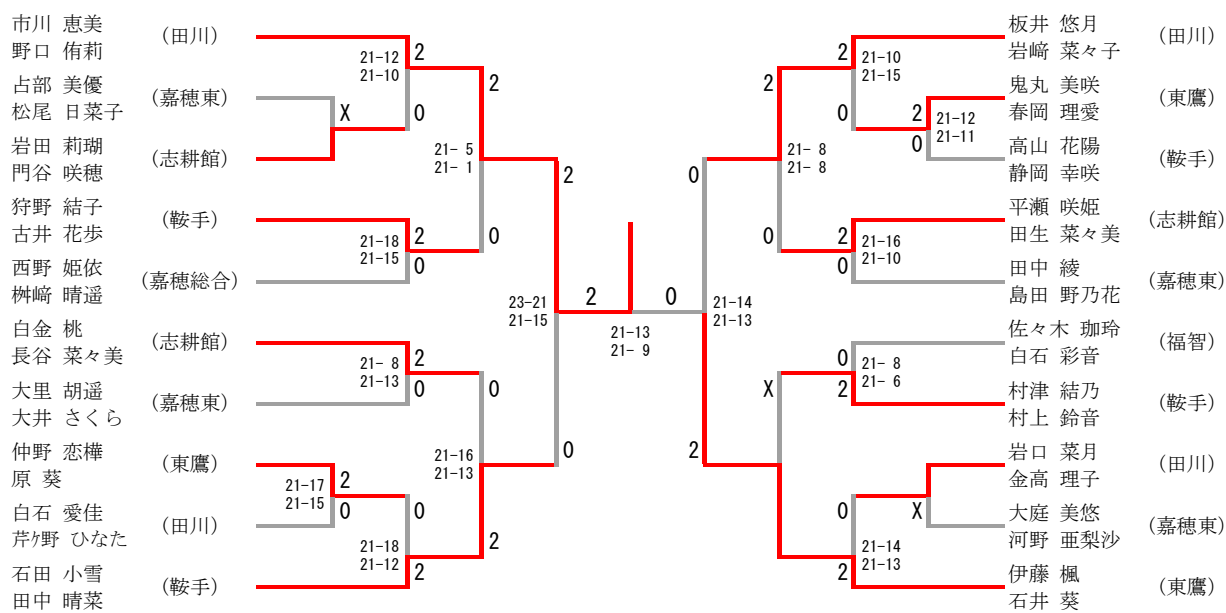 市川 恵美
野口 侑莉
(田川)
占部 美優
松尾 日菜子
(嘉穂東)
岩田 莉瑚
門谷 咲穂
(志耕館)
狩野 結子
古井 花歩
(鞍手)
西野 姫依
桝﨑 晴遥
(嘉穂総合)
白金 桃
長谷 菜々美
(志耕館)
大里 胡遥
大井 さくら
(嘉穂東)
仲野 恋樺
原 葵
(東鷹)
白石 愛佳
芹ケ野 ひなた
(田川)
石田 小雪
田中 晴菜
(鞍手)
21-12
21-10
2
0
X
21-18
21-15
2
0
21- 8
21-13
2
0
21-17
21-15
2
0
21-18
21-12
0
2
21- 5
21- 1
2
0
21-16
21-13
0
2
23-21
21-15
2
0
2
0
21-13
21- 9
21-14
21-13
0
2
21- 8
21- 8
2
0
X
21-10
21-15
2
0
21-12
21-11
2
0
21-16
21-10
2
0
21- 8
21- 6
0
2
X
21-14
21-13
0
2
板井 悠月
岩﨑 菜々子
(田川)
鬼丸 美咲
春岡 理愛
(東鷹)
高山 花陽
静岡 幸咲
(鞍手)
平瀬 咲姫
田生 菜々美
(志耕館)
田中 綾
島田 野乃花
(嘉穂東)
佐々木 珈玲
白石 彩音
(福智)
村津 結乃
村上 鈴音
(鞍手)
岩口 菜月
金高 理子
(田川)
大庭 美悠
河野 亜梨沙
(嘉穂東)
伊藤 楓
石井 葵
(東鷹)